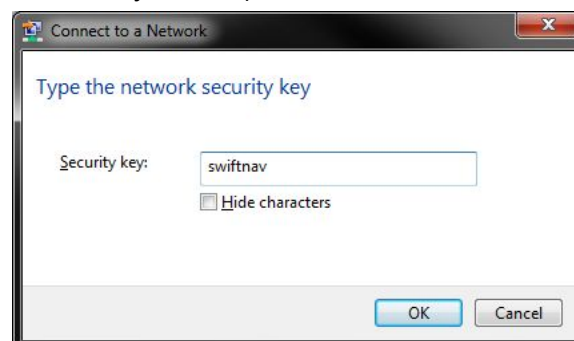 Connect to a Network
Type the network security key
Security key:
swiftnav
Hide characters
OK
Cancel